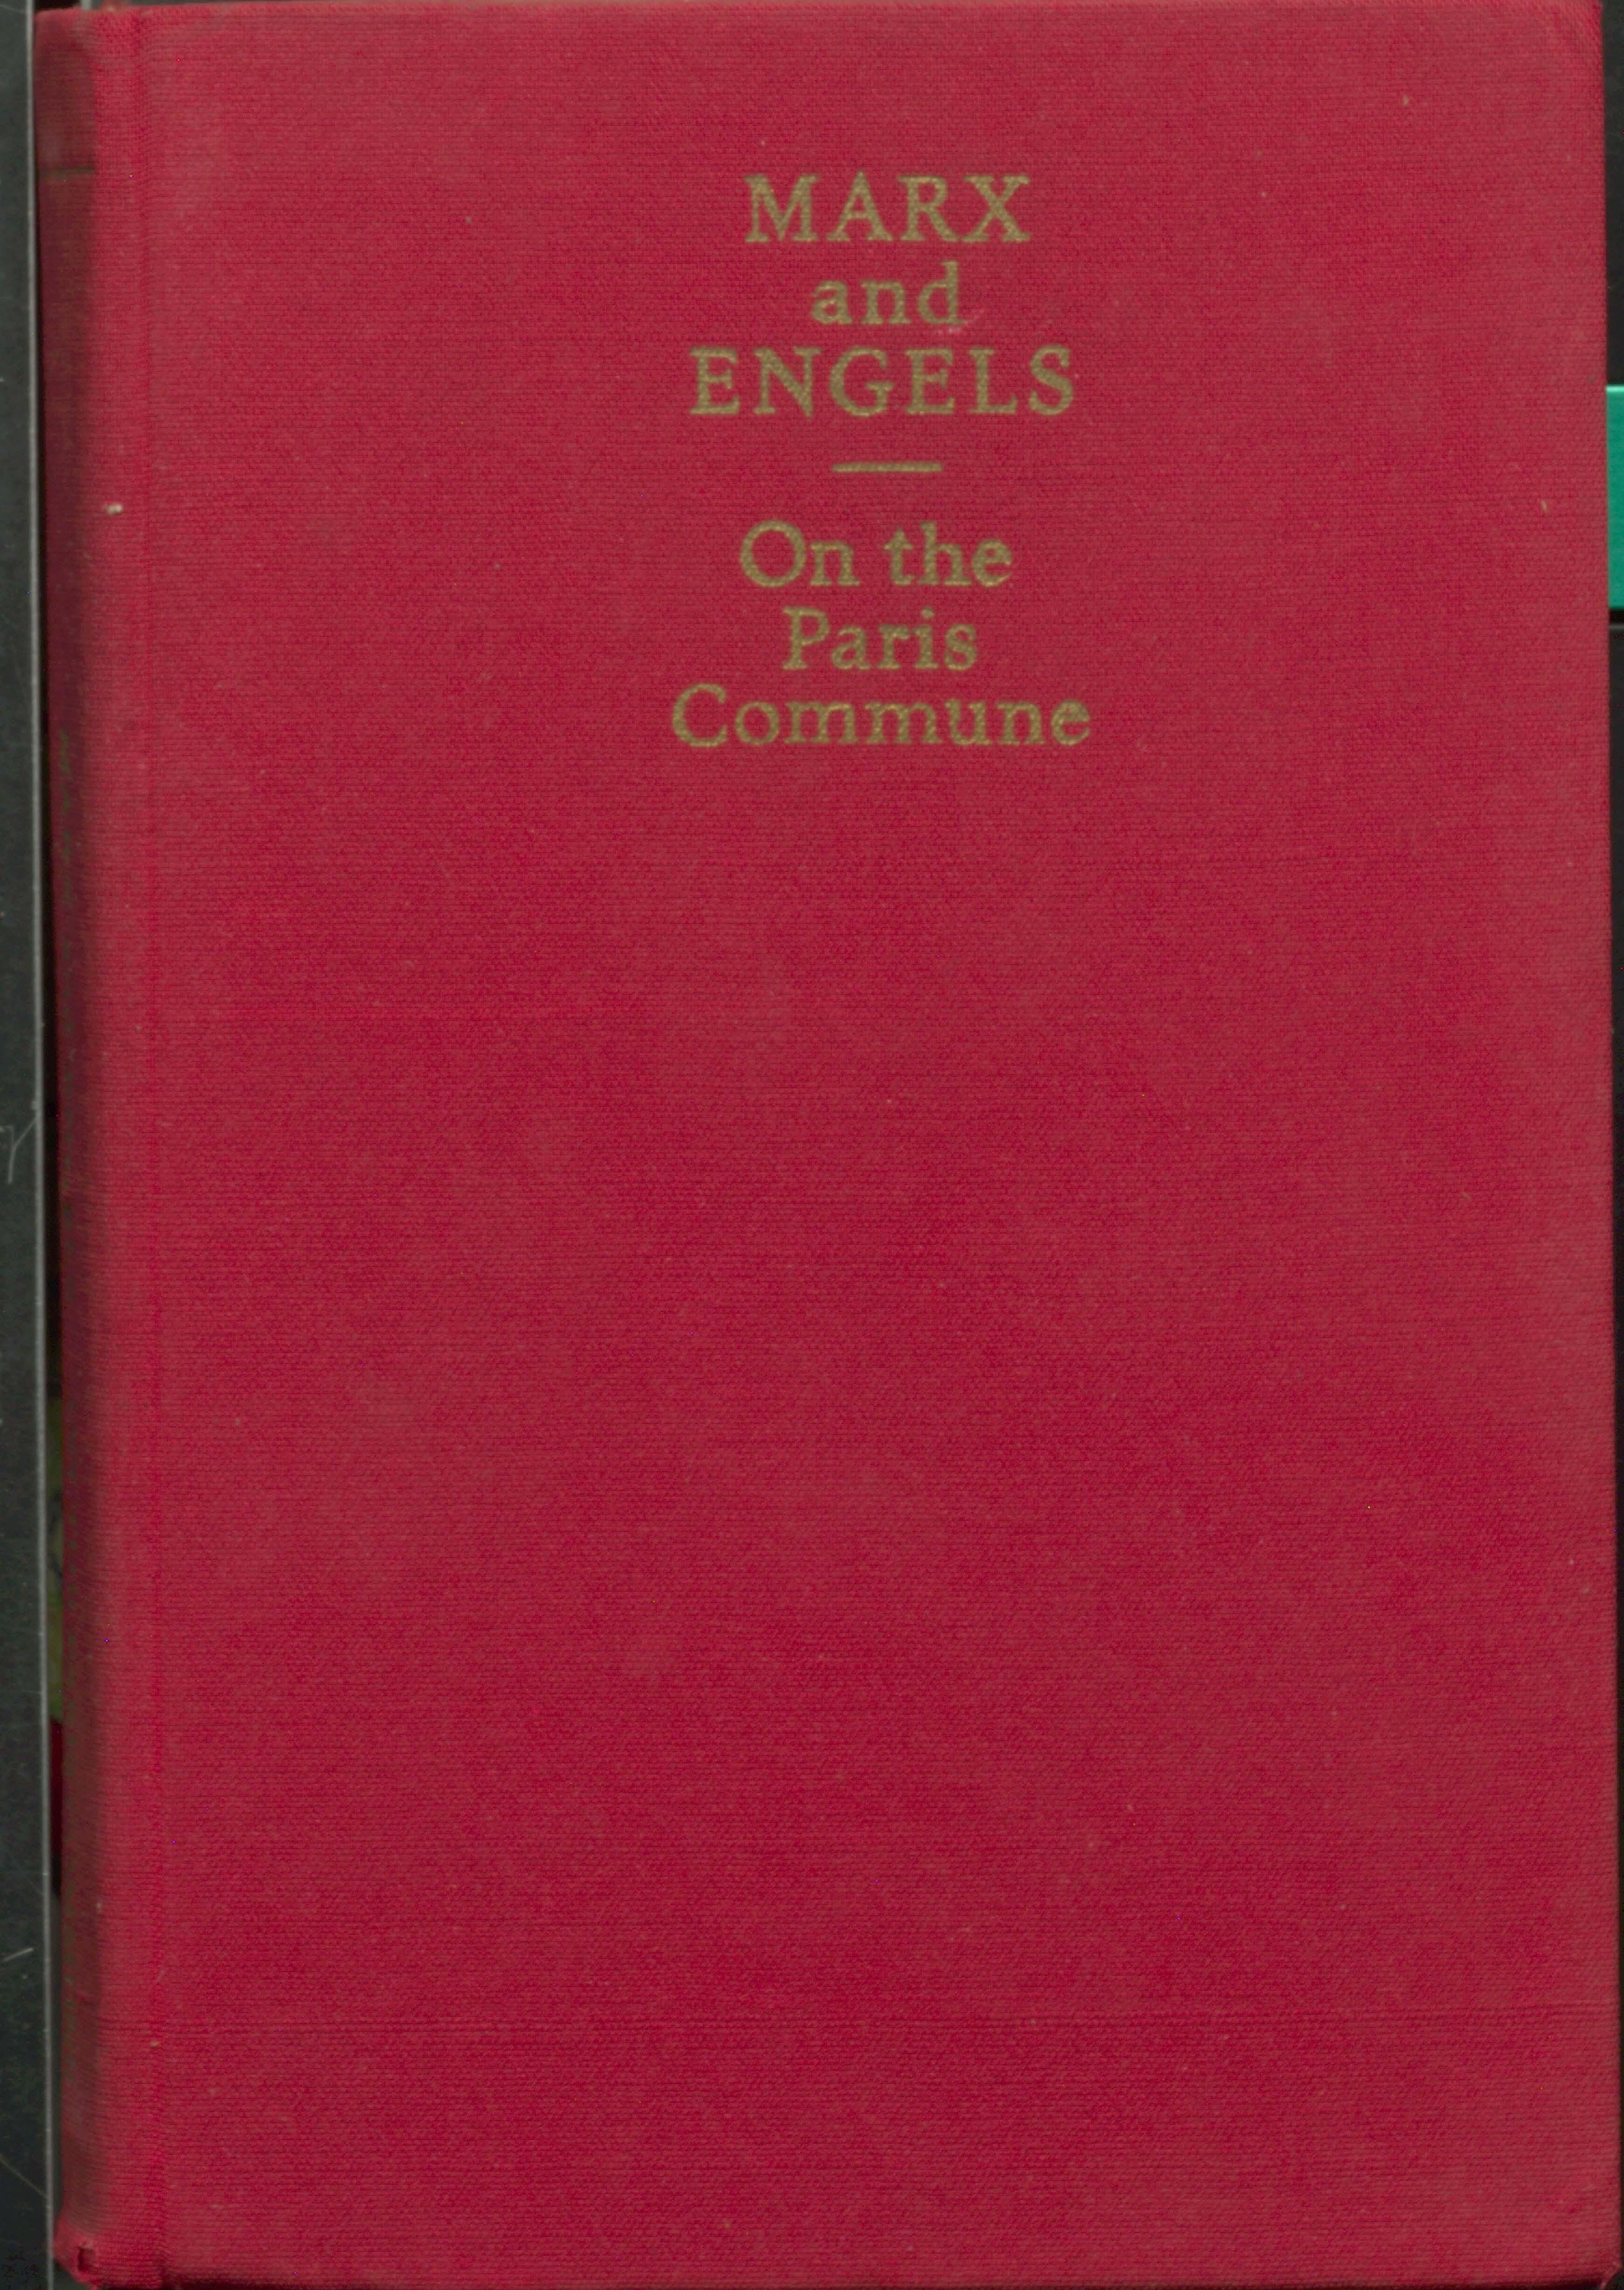 MARX
and
ENGELS
On the
Paris
Commune